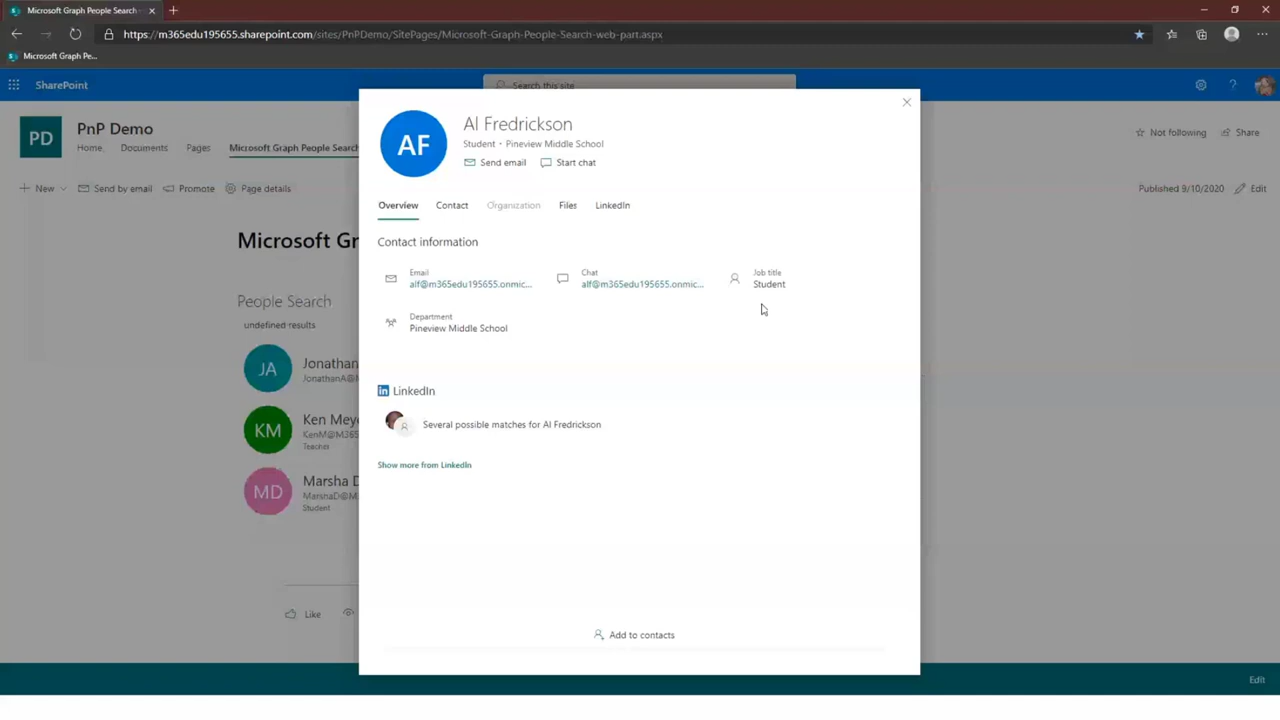 Microsoft Graph People Search -
https://m365edu195655.sharepoint.com/sites/PnPDemo/SitePages/Microsoft-Graph-People-Search-web-part.aspx
Microsoft Graph Pe...
SharePoint
Search this site
PD
PnP Demo
Home
Documents
Pages
Microsoft Graph People Search
Not following
Share
New
Send by email
Promote
Page details
Published 9/10/2020
Edit
Microsoft Gr
People Search
undefined results
JA
Jonathan
JonathanA@M
KM
Ken Meye
KenM@M365
Teacher
MD
Marsha D
MarshaD@M
Student
Like
AF
Al Fredrickson
Student • Pineview Middle School
Send email
Start chat
Overview
Contact
Organization
Files
LinkedIn
Contact information
Email
alf@m365edu195655.onmic...
Chat
alf@m365edu195655.onmic...
Job title
Student
Department
Pineview Middle School
in LinkedIn
Several possible matches for Al Fredrickson
Show more from LinkedIn
Add to contacts
Edit